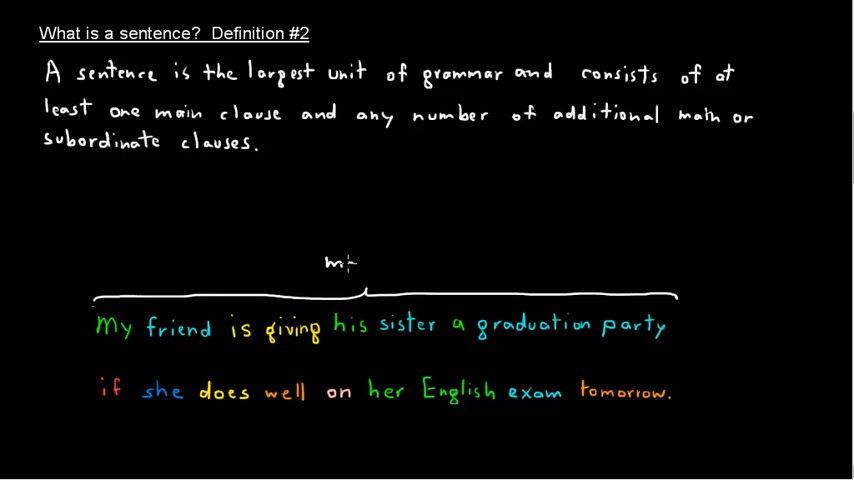 What is a sentence? Definition #2
A sentence is the largest unit of grammar and consists of at
least one main clause and any number of additional main or
subordinate clauses.
My friend is giving his sister a graduation party
if she does well on her English exam tomorrow.